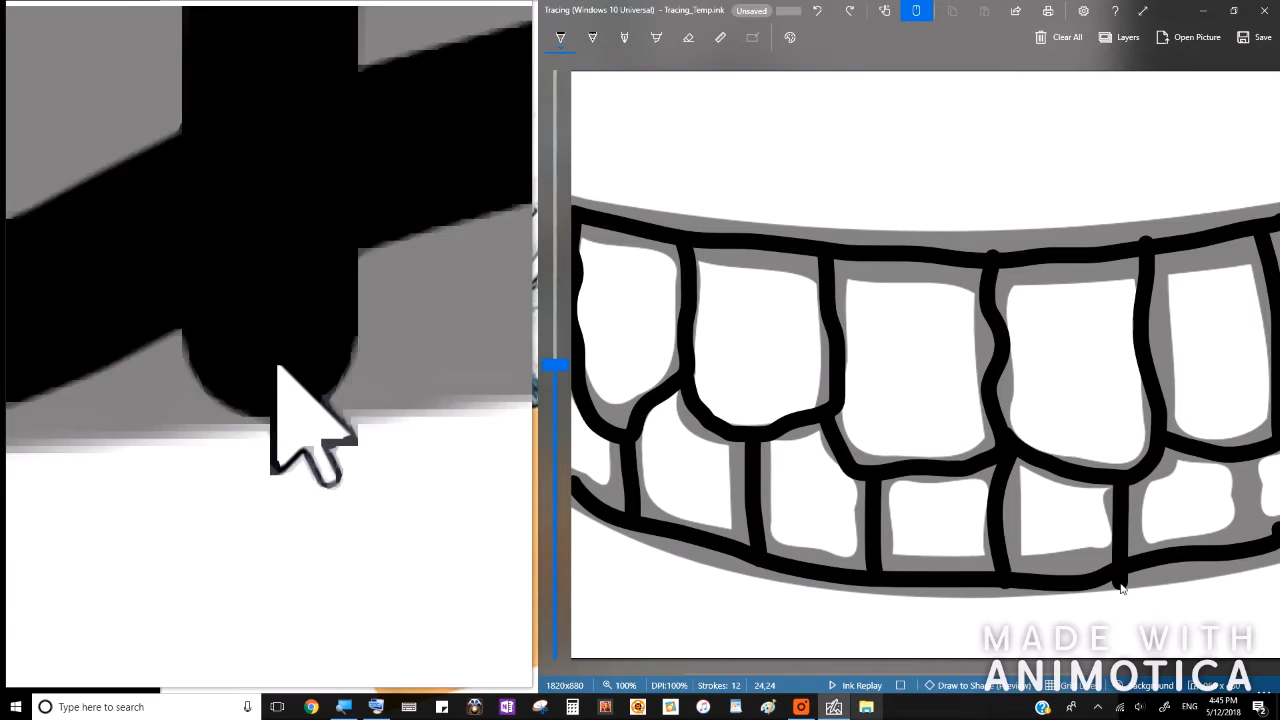 Tracing (Windows 10 Universal) - Tracing_Temp.ink
Unsaved
Clear All
Layers
Open Picture
Save
MADE WITH
ANIMOTICA
1820x880
100%
DPI:100%
Strokes: 12
24,24
Ink Replay
Draw to Shape (Preview)
Background
Type here to search
ENG
4:45 PM
5/12/2018